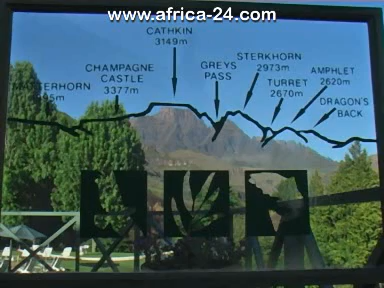 www.africa-24.com
CATHKIN
3149m
STERKHORN
2973m
GREYS
PASS
CHAMPAGNE
CASTLE
3377m
AMPHLET
2620m
TURRET
2670m
MATTERHORN
DRAGON'S
BACK